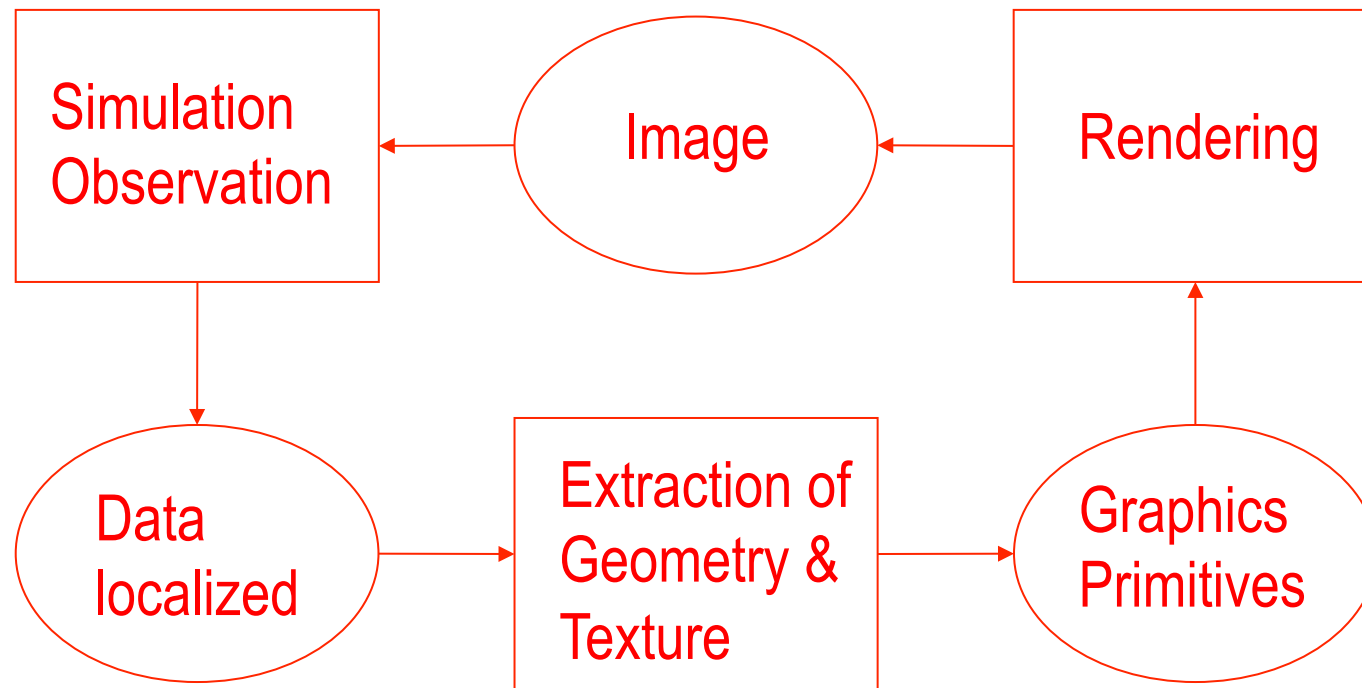 Simulation
Observation
Image
Rendering
Data
localized
Extraction of
Geometry &
Texture
Graphics
Primitives